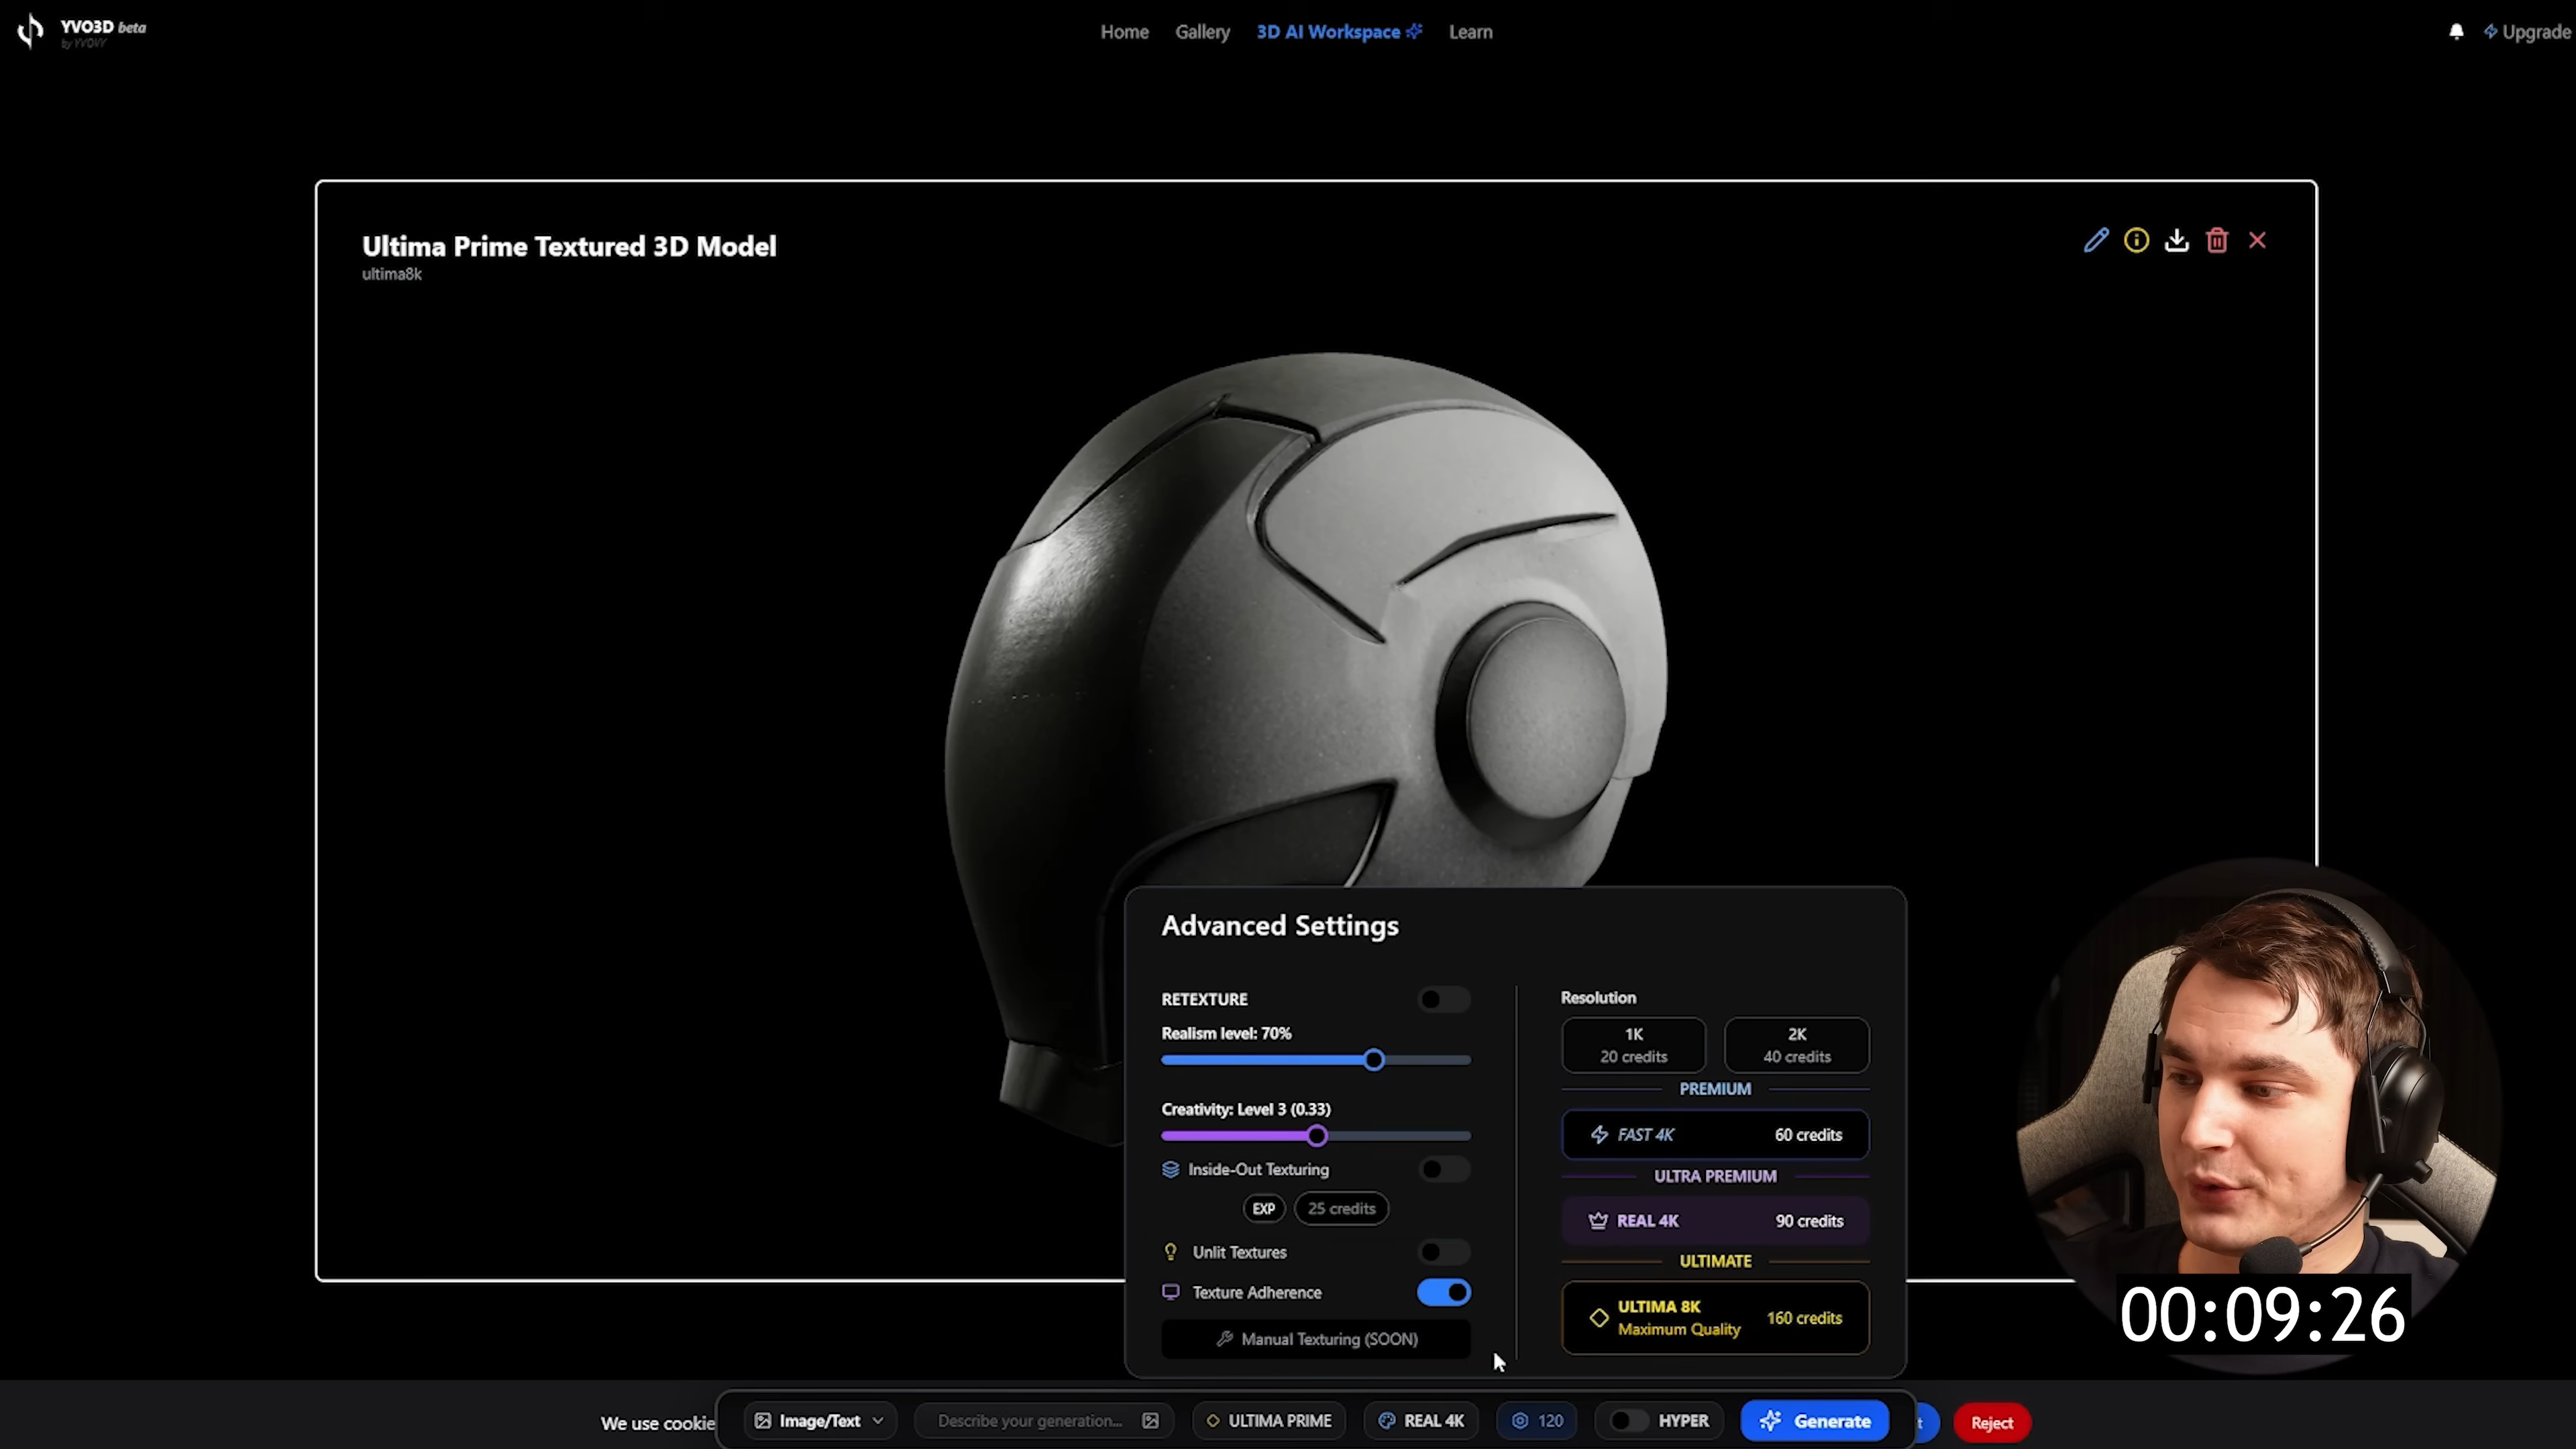 YVO3D beta
by YVOVY
Home
Gallery
3D AI Workspace
Learn
Upgrade
Ultima Prime Textured 3D Model
ultima8k
Advanced Settings
RETEXTURE
Realism level: 70%
Creativity: Level 3 (0.33)
Inside-Out Texturing
EXP
25 credits
Unlit Textures
Texture Adherence
Manual Texturing (SOON)
Resolution
1K
20 credits
2K
40 credits
PREMIUM
FAST 4K 60 credits
ULTRA PREMIUM
REAL 4K 90 credits
ULTIMATE
ULTIMA 8K
Maximum Quality
160 credits
00:09:26
We use cookie
Image/Text
Describe your generation...
ULTIMA PRIME
REAL 4K
120
HYPER
Generate
t
Reject